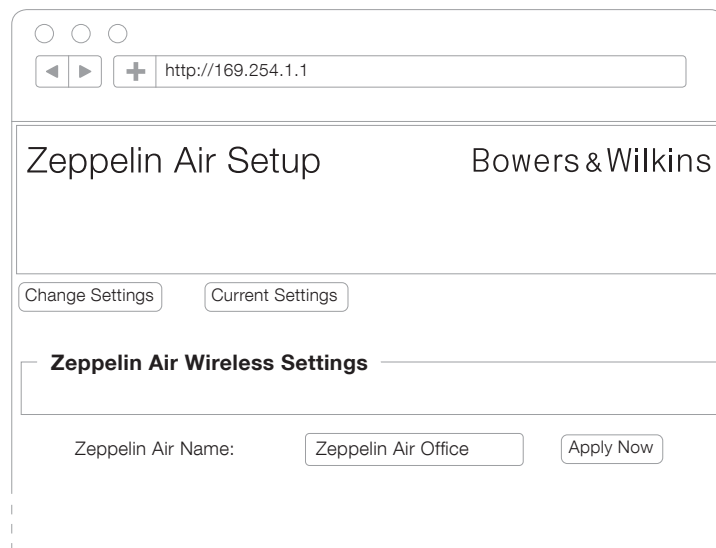 http://169.254.1.1
Zeppelin Air Setup
Bowers & Wilkins
Change Settings
Current Settings
Zeppelin Air Wireless Settings
Zeppelin Air Name:
Zeppelin Air Office
Apply Now